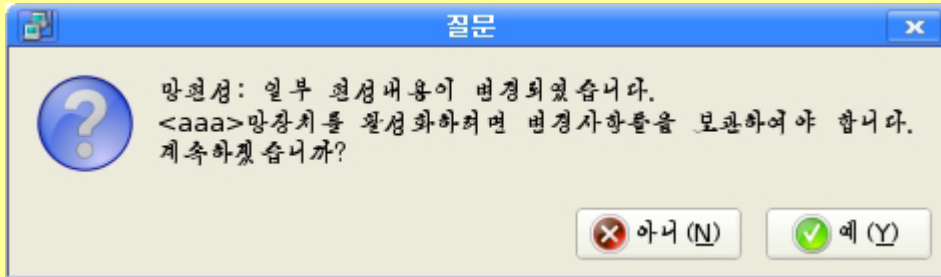 질문
망편성: 일부 편성내용이 변경되였습니다.
<aaa>망장치를 활성화하려면 변경사항들을 보관하여야 합니다.
계속하겠습니까?
아니 (N)
예 (Y)